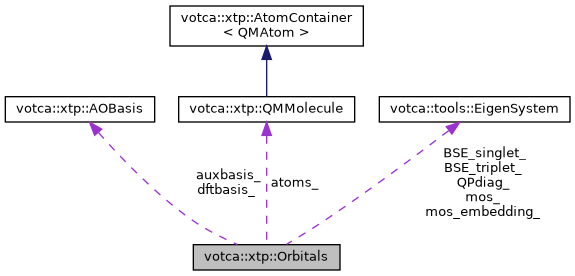 votca::xtp::AtomContainer
< QMAtom >
votca::xtp::AOBasis
votca::xtp::QMMolecule
votca::tools::EigenSystem
auxbasis_
dftbasis_
atoms_
BSE_singlet_
BSE_triplet_
QPdiag_
mos_
mos_embedding_
votca::xtp::Orbitals